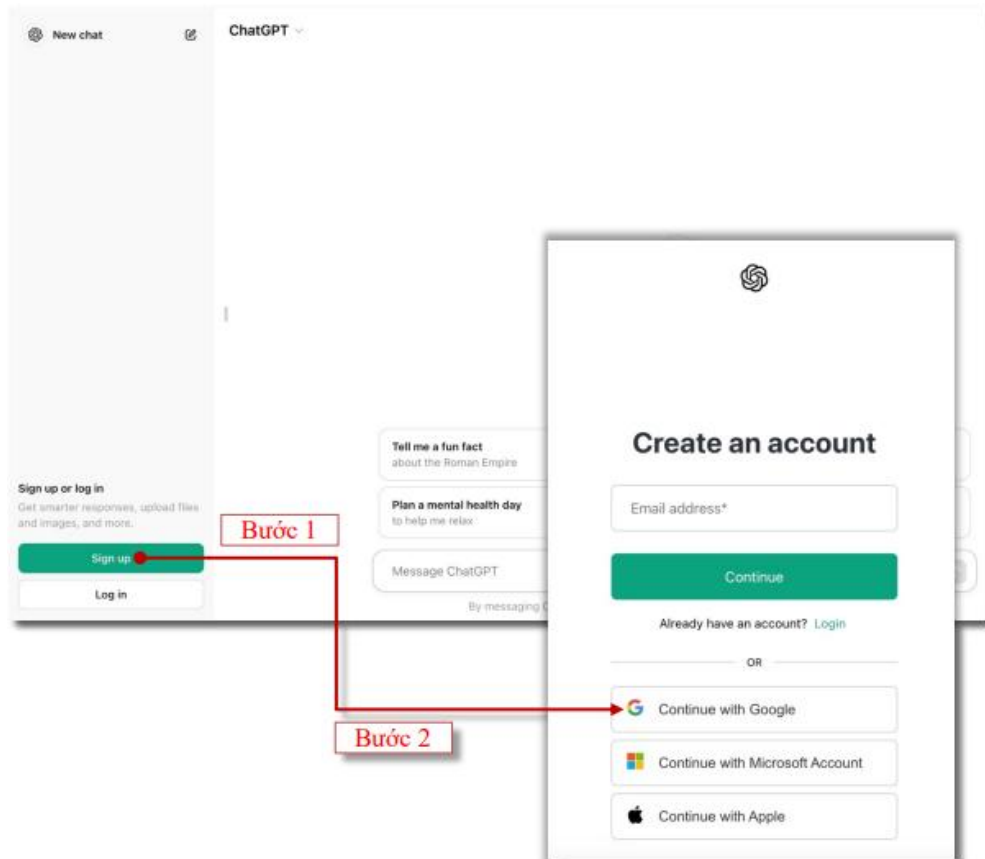 New chat
ChatGPT
Tell me a fun fact
about the Roman Empire
Plan a mental health day
to help me relax
Message ChatGPT
By messaging
Sign up or log in
Get smarter responses, upload files
and images, and more.
Sign up
Log in
Bước 1
Bước 2
Create an account
Email address*
Continue
Already have an account? Login
OR
Continue with Google
Continue with Microsoft Account
Continue with Apple